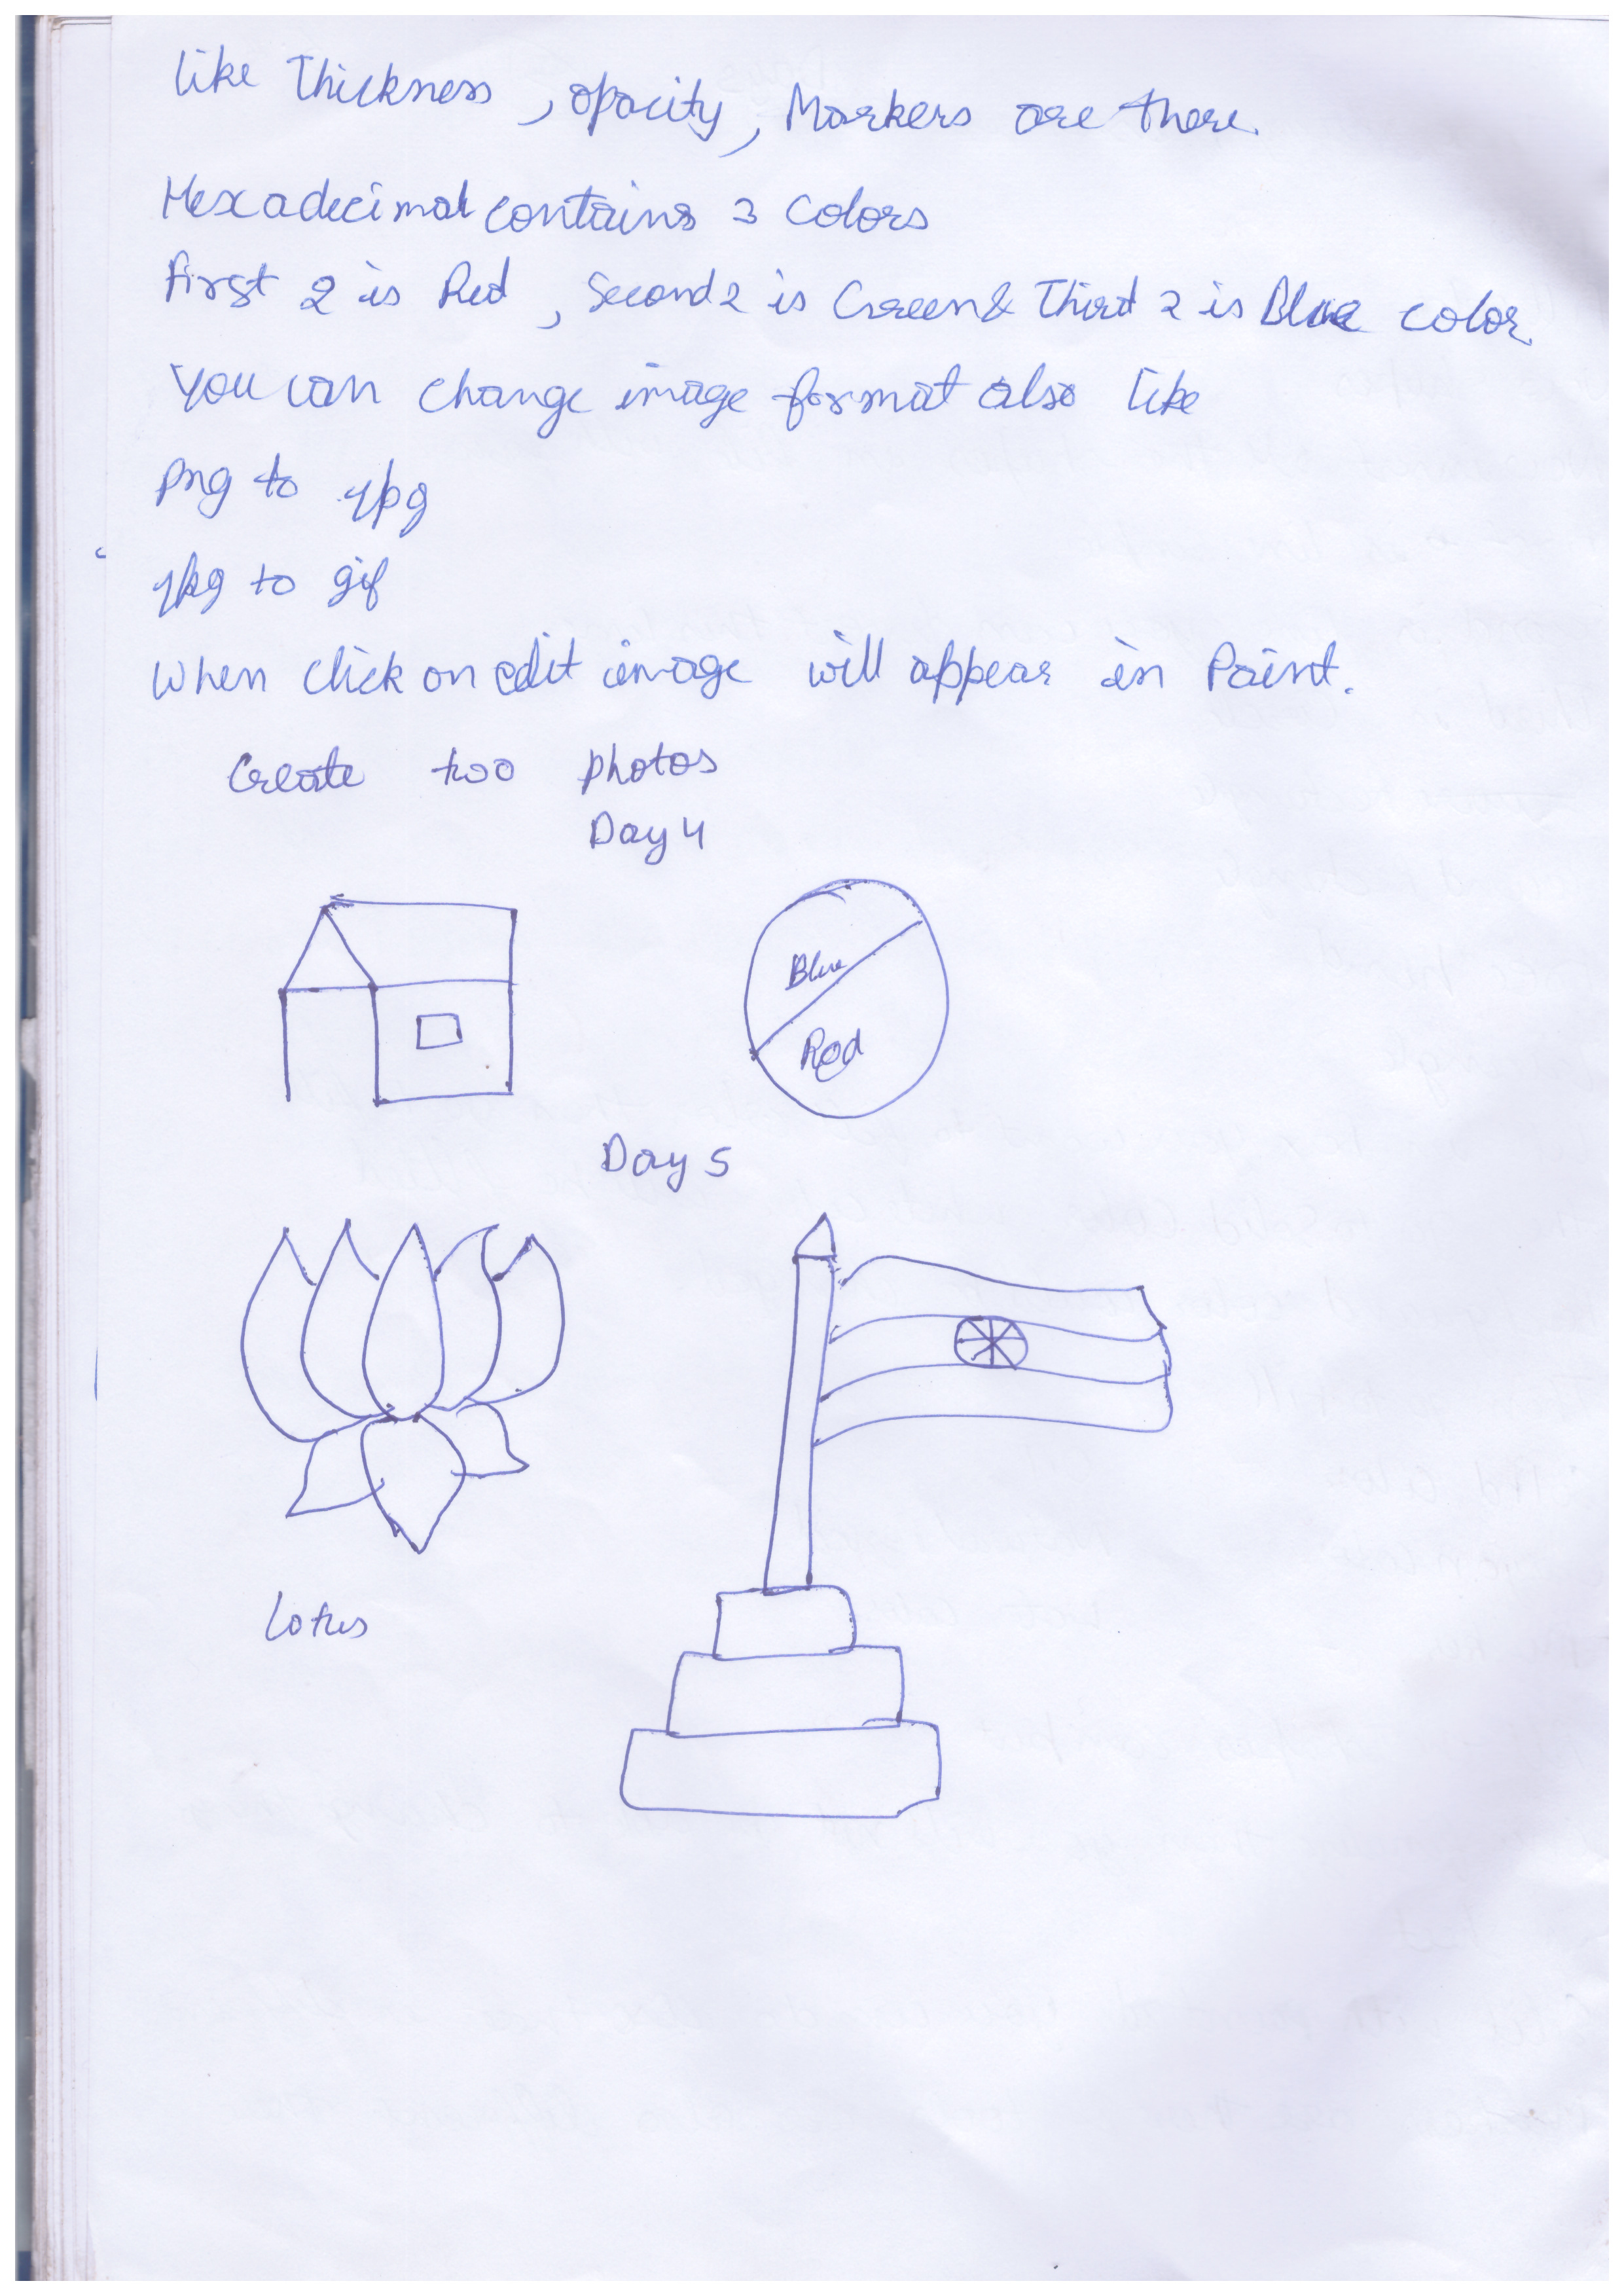 like Thickness, opacity, Markers are there.
Hexadecimal contains 3 colors
First 2 is Red, Second 2 is Green & Third 2 is Blue color
You can change image format also like
png to jpg
jpg to gif
When click on edit image will appear in Paint.
Create two photos
Day 4
Blue
Red
Day 5
Lotus